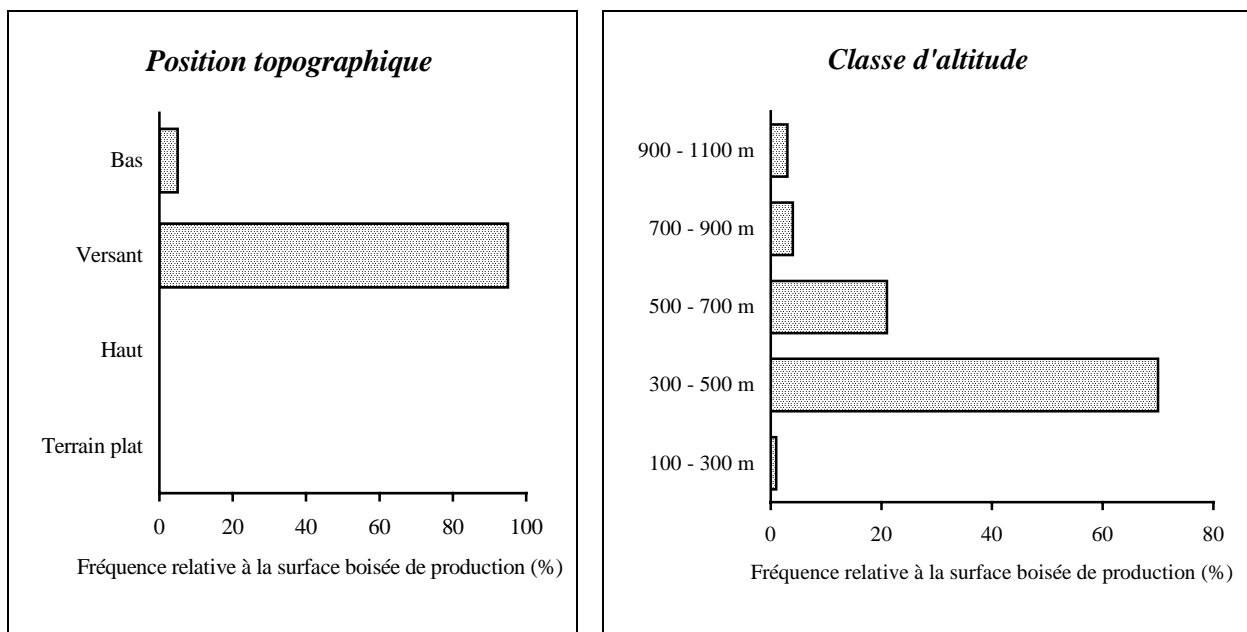 Position topographique
Bas
Versant
Haut
Terrain plat
0 20 40 60 80 100
Fréquence relative à la surface boisée de production (%)
Classe d'altitude
900 - 1100 m
700 - 900 m
500 - 700 m
300 - 500 m
100 - 300 m
0 20 40 60 80
Fréquence relative à la surface boisée de production (%)